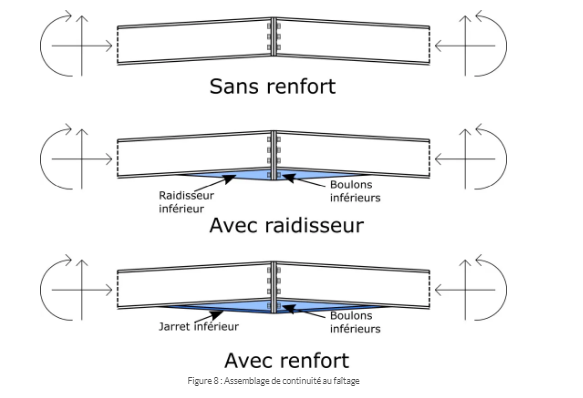 Sans renfort
Raidisseur
inférieur
Boulons
inférieurs
Avec raidisseur
Jarret inférieur
Boulons
inférieurs
Avec renfort
Figure 8 : Assemblage de continuité au faîtage